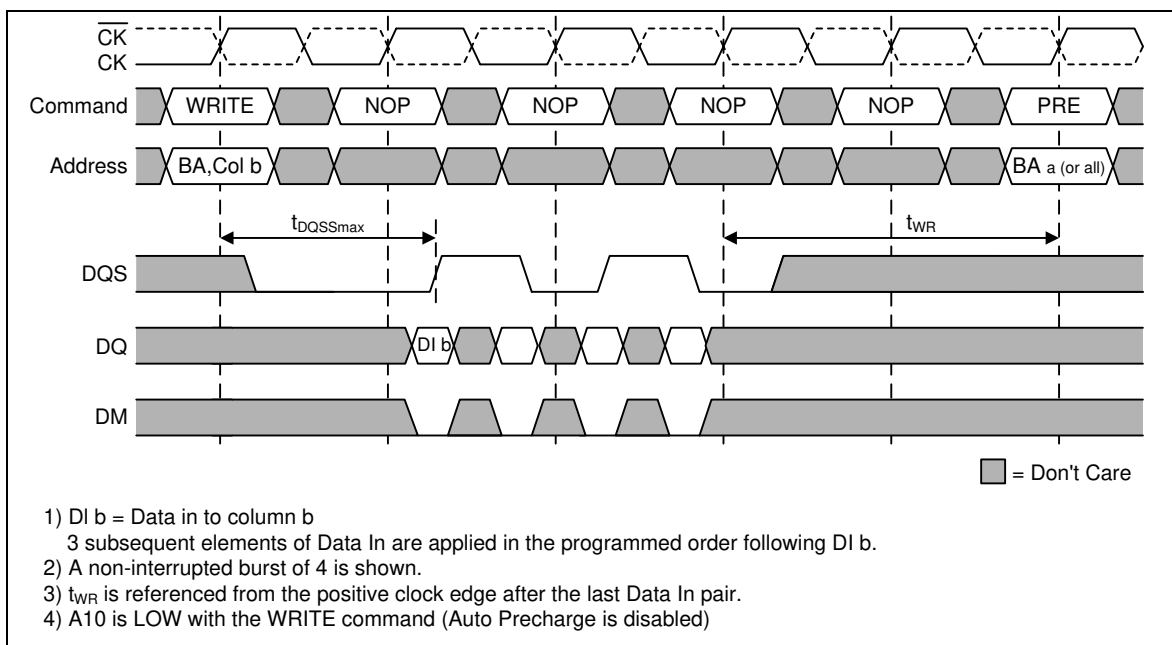 CK
CK
Command WRITE NOP NOP NOP NOP PRE
Address BA,Col b BA a (or all)
tDQSSmax tWR
DQS
DQ DI b
DM
= Don't Care
1) DI b = Data in to column b
3 subsequent elements of Data In are applied in the programmed order following DI b.
2) A non-interrupted burst of 4 is shown.
3) tWR is referenced from the positive clock edge after the last Data In pair.
4) A10 is LOW with the WRITE command (Auto Precharge is disabled)